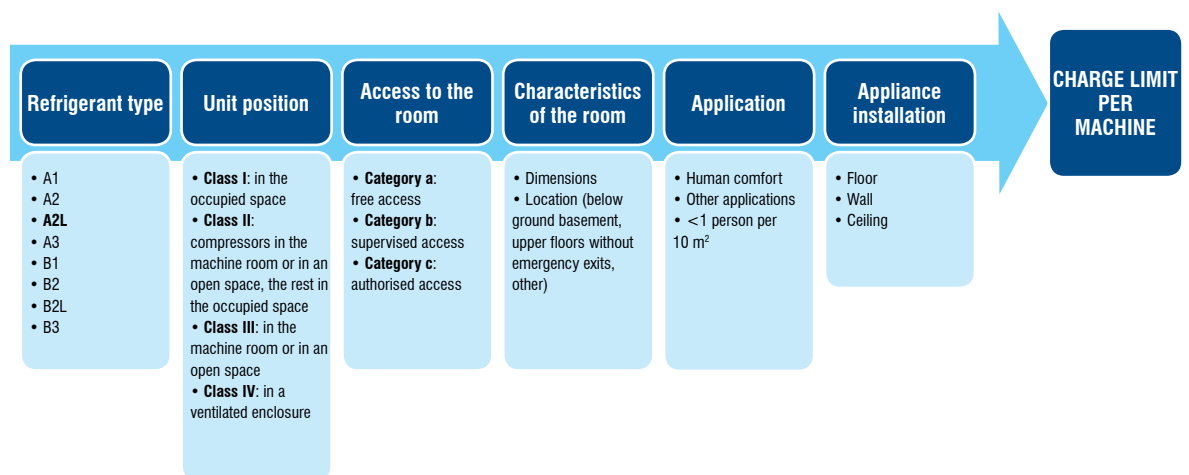 Refrigerant type
• A1
• A2
• A2L
• A3
• B1
• B2
• B2L
• B3
Unit position
• Class I: in the
occupied space
• Class II:
compressors in the
machine room or in an
open space, the rest in
the occupied space
• Class III: in the
machine room or in an
open space
• Class IV: in a
ventilated enclosure
Access to the
room
• Category a:
free access
• Category b:
supervised access
• Category c:
authorised access
Characteristics
of the room
• Dimensions
• Location (below
ground basement,
upper floors without
emergency exits,
other)
Application
• Human comfort
• Other applications
• <1 person per
10 m²
Appliance
installation
• Floor
• Wall
• Ceiling
CHARGE LIMIT
PER
MACHINE